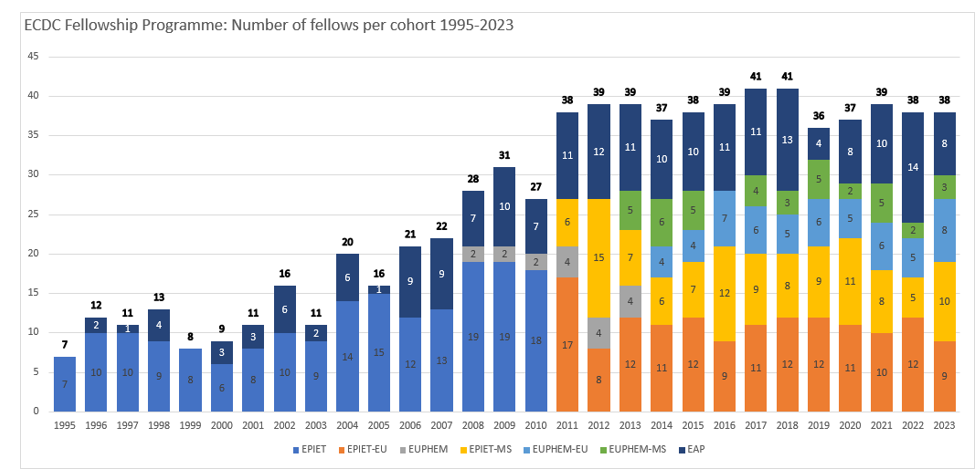 ECDC Fellowship Programme: Number of fellows per cohort 1995-2023
45
40
35
30
25
20
15
10
5
0
7 12 11 13 8 9 11 16 11 20 16 21 22 28 31 27 38 39 39 37 38 39 41 41 36 37 39 38 38
2 1 4 3 3 6 2 6 1 9 9 7 10 7 11 12 11 10 10 11 11 13 4 8 10 14 8
5 6 5 4 3 5 2 5 2 3
4 4 7 6 5 6 5 6 5 8
6 15 7 6 7 12 9 8 9 11 8 5 10
2 2 2 4 4 4
7 10 10 9 8 6 8 10 9 14 15 12 13 19 19 18 17 8 12 11 12 9 11 12 12 11 10 12 9
1995 1996 1997 1998 1999 2000 2001 2002 2003 2004 2005 2006 2007 2008 2009 2010 2011 2012 2013 2014 2015 2016 2017 2018 2019 2020 2021 2022 2023
EPIET EPIET-EU EUPHEM EPIET-MS EUPHEM-EU EUPHEM-MS EAP